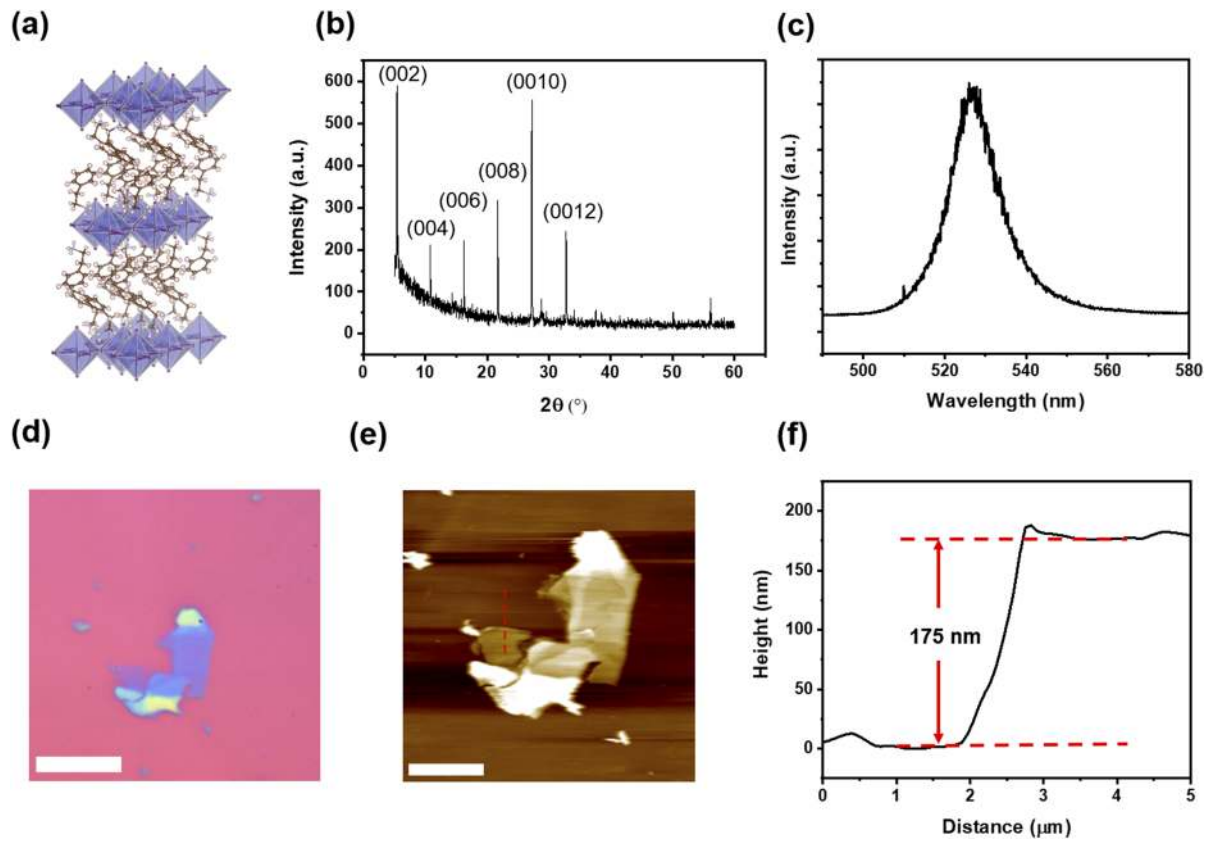 (a)
(b)
(c)
(002)
(0010)
(008)
(006)
(004)
(0012)
600
500
400
300
200
100
0
Intensity (a.u.)
0 10 20 30 40 50 60
2θ (°)
Intensity (a.u.)
500 520 540 560 580
Wavelength (nm)
(d)
(e)
(f)
200
150
100
50
0
Height (nm)
175 nm
0 1 2 3 4 5
Distance (μm)